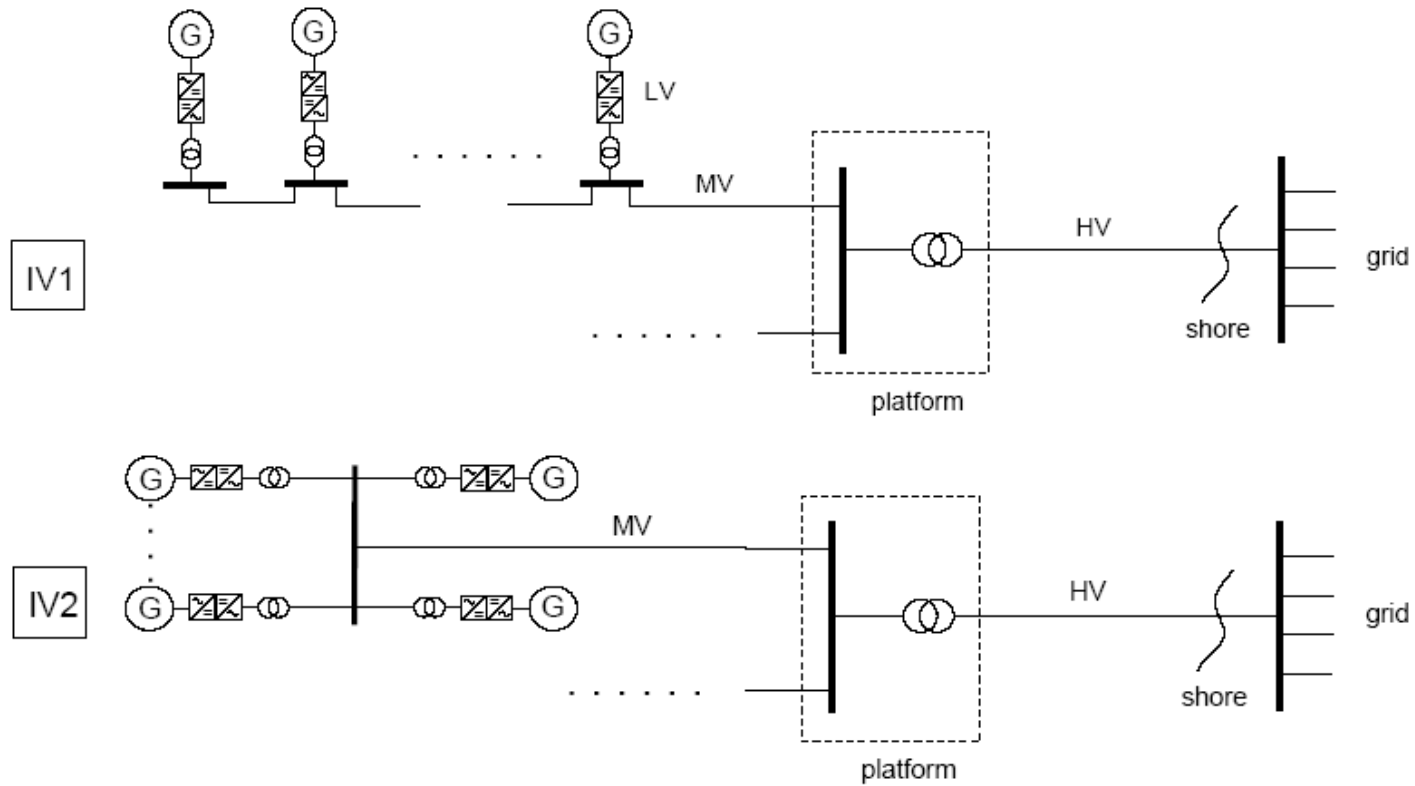 G G G
LV
MV
HV
grid
IV1
shore
platform
G G
MV
HV
IV2
G G
grid
shore
platform